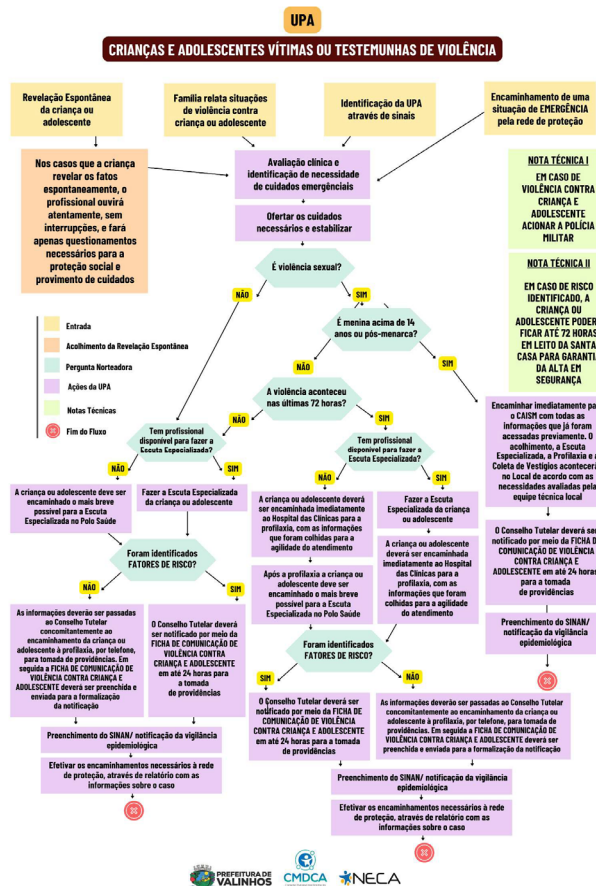 UPA
CRIANÇAS E ADOLESCENTES VÍTIMAS OU TESTEMUNHAS DE VIOLÊNCIA
Revelação Espontânea
da criança ou
adolescente
Família relata situações
de violência contra
criança ou adolescente
Identificação da UPA
através de sinais
Encaminhamento de uma
situação de EMERGÊNCIA
pela rede de proteção
Nos casos que a criança
revelar os fatos
espontaneamente, o
profissional ouvirá
atentamente, sem
interrupções, e fará
apenas questionamentos
necessários para a
proteção social e
provimento de cuidados
Avaliação clínica e
identificação de necessidade
de cuidados emergênciais
Ofertar os cuidados
necessários e estabilizar
NOTA TÉCNICA I
EM CASO DE
VIOLÊNCIA CONTRA
CRIANÇA E
ADOLESCENTE
ACIONAR A POLÍCIA
MILITAR
NOTA TÉCNICA II
EM CASO DE RISCO
IDENTIFICADO, A
CRIANÇA OU
ADOLESCENTE PODER
FICAR ATÉ 72 HORAS
EM LEITO DA SANTA
CASA PARA GARANTIA
DA ALTA EM
SEGURANÇA
É violência sexual?
NÃO
SIM
É menina acima de 14
anos ou pós-menarca?
NÃO
SIM
Entrada
Acolhimento da Revelação Espontânea
Pergunta Norteadora
Ações da UPA
Notas Técnicas
Fim do Fluxo
A violência aconteceu
nas últimas 72 horas?
NÃO
SIM
Tem profissional
disponível para fazer a
Escuta Especializada?
NÃO
SIM
Tem profissional
disponível para fazer a
Escuta Especializada?
NÃO
SIM
Encaminhar imediatamente par
o CAISM com todas as
informações que já foram
acessadas previamente. O
acolhimento, a Escuta
Especializada, a Profilaxia e a
Coleta de Vestígios acontecerá
no Local de acordo com as
necessidades avaliadas pela
equipe técnica local
A criança ou adolescente deve ser
encaminhado o mais breve
possível para a Escuta
Especializada no Polo Saúde
Fazer a Escuta Especializada
da criança ou adolescente
A criança ou adolescente deverá
ser encaminhada imediatamente
ao Hospital das Clínicas para a
profilaxia, com as informações
que foram colhidas para a
agilidade do atendimento
Fazer a Escuta
Especializada da criança
ou adolescente
A criança ou adolescente
deverá ser encaminhada
imediatamente ao Hospital
das Clínicas para a
profilaxia, com as
informações que foram
colhidas para a agilidade
do atendimento
O Conselho Tutelar deverá ser
notificado por meio da FICHA DE
COMUNICAÇÃO DE VIOLÊNCIA
CONTRA CRIANÇA E
ADOLESCENTE em até 24 horas
para a tomada
de providências
Foram identificados
FATORES DE RISCO?
NÃO
SIM
Após a profilaxia a criança ou
adolescente deve ser
encaminhado o mais breve
possível para a Escuta
Especializada no Polo Saúde
As informações deverão ser passadas
ao Conselho Tutelar
concomitantemente ao
encaminhamento da criança ou
adolescente à profilaxia, por telefone,
para tomada de providências. Em
seguida a FICHA DE COMUNICAÇÃO DE
VIOLÊNCIA CONTRA CRIANÇA E
ADOLESCENTE deverá ser preenchida e
enviada para a formalização
da notificação
O Conselho Tutelar deverá
ser notificado por meio da
FICHA DE COMUNICAÇÃO DE
VIOLÊNCIA CONTRA
CRIANÇA E ADOLESCENTE
em até 24 horas para
a tomada
de providências
Preenchimento do SINAN/
notificação da vigilância
epidemiológica
Foram identificados
FATORES DE RISCO?
SIM
NÃO
O Conselho Tutelar deverá ser
notificado por meio da FICHA DE
COMUNICAÇÃO DE VIOLÊNCIA
CONTRA CRIANÇA E ADOLESCENTE
em até 24 horas para a tomada
de providências
As informações deverão ser passadas ao Conselho Tutelar
concomitantemente ao encaminhamento da criança ou
adolescente à profilaxia, por telefone, para tomada de
providências. Em seguida a FICHA DE COMUNICAÇÃO DE
VIOLÊNCIA CONTRA CRIANÇA E ADOLESCENTE deverá ser
preenchida e enviada para a formalização da notificação
Preenchimento do SINAN/ notificação da vigilância
epidemiológica
Efetivar os encaminhamentos necessários à rede
de proteção, através de relatório com as
informações sobre o caso
Preenchimento do SINAN/ notificação da vigilância
epidemiológica
Efetivar os encaminhamentos necessários à rede
de proteção, através de relatório com as
informações sobre o caso
PREFEITURA DE
VALINHOS
CMDCA
NECA